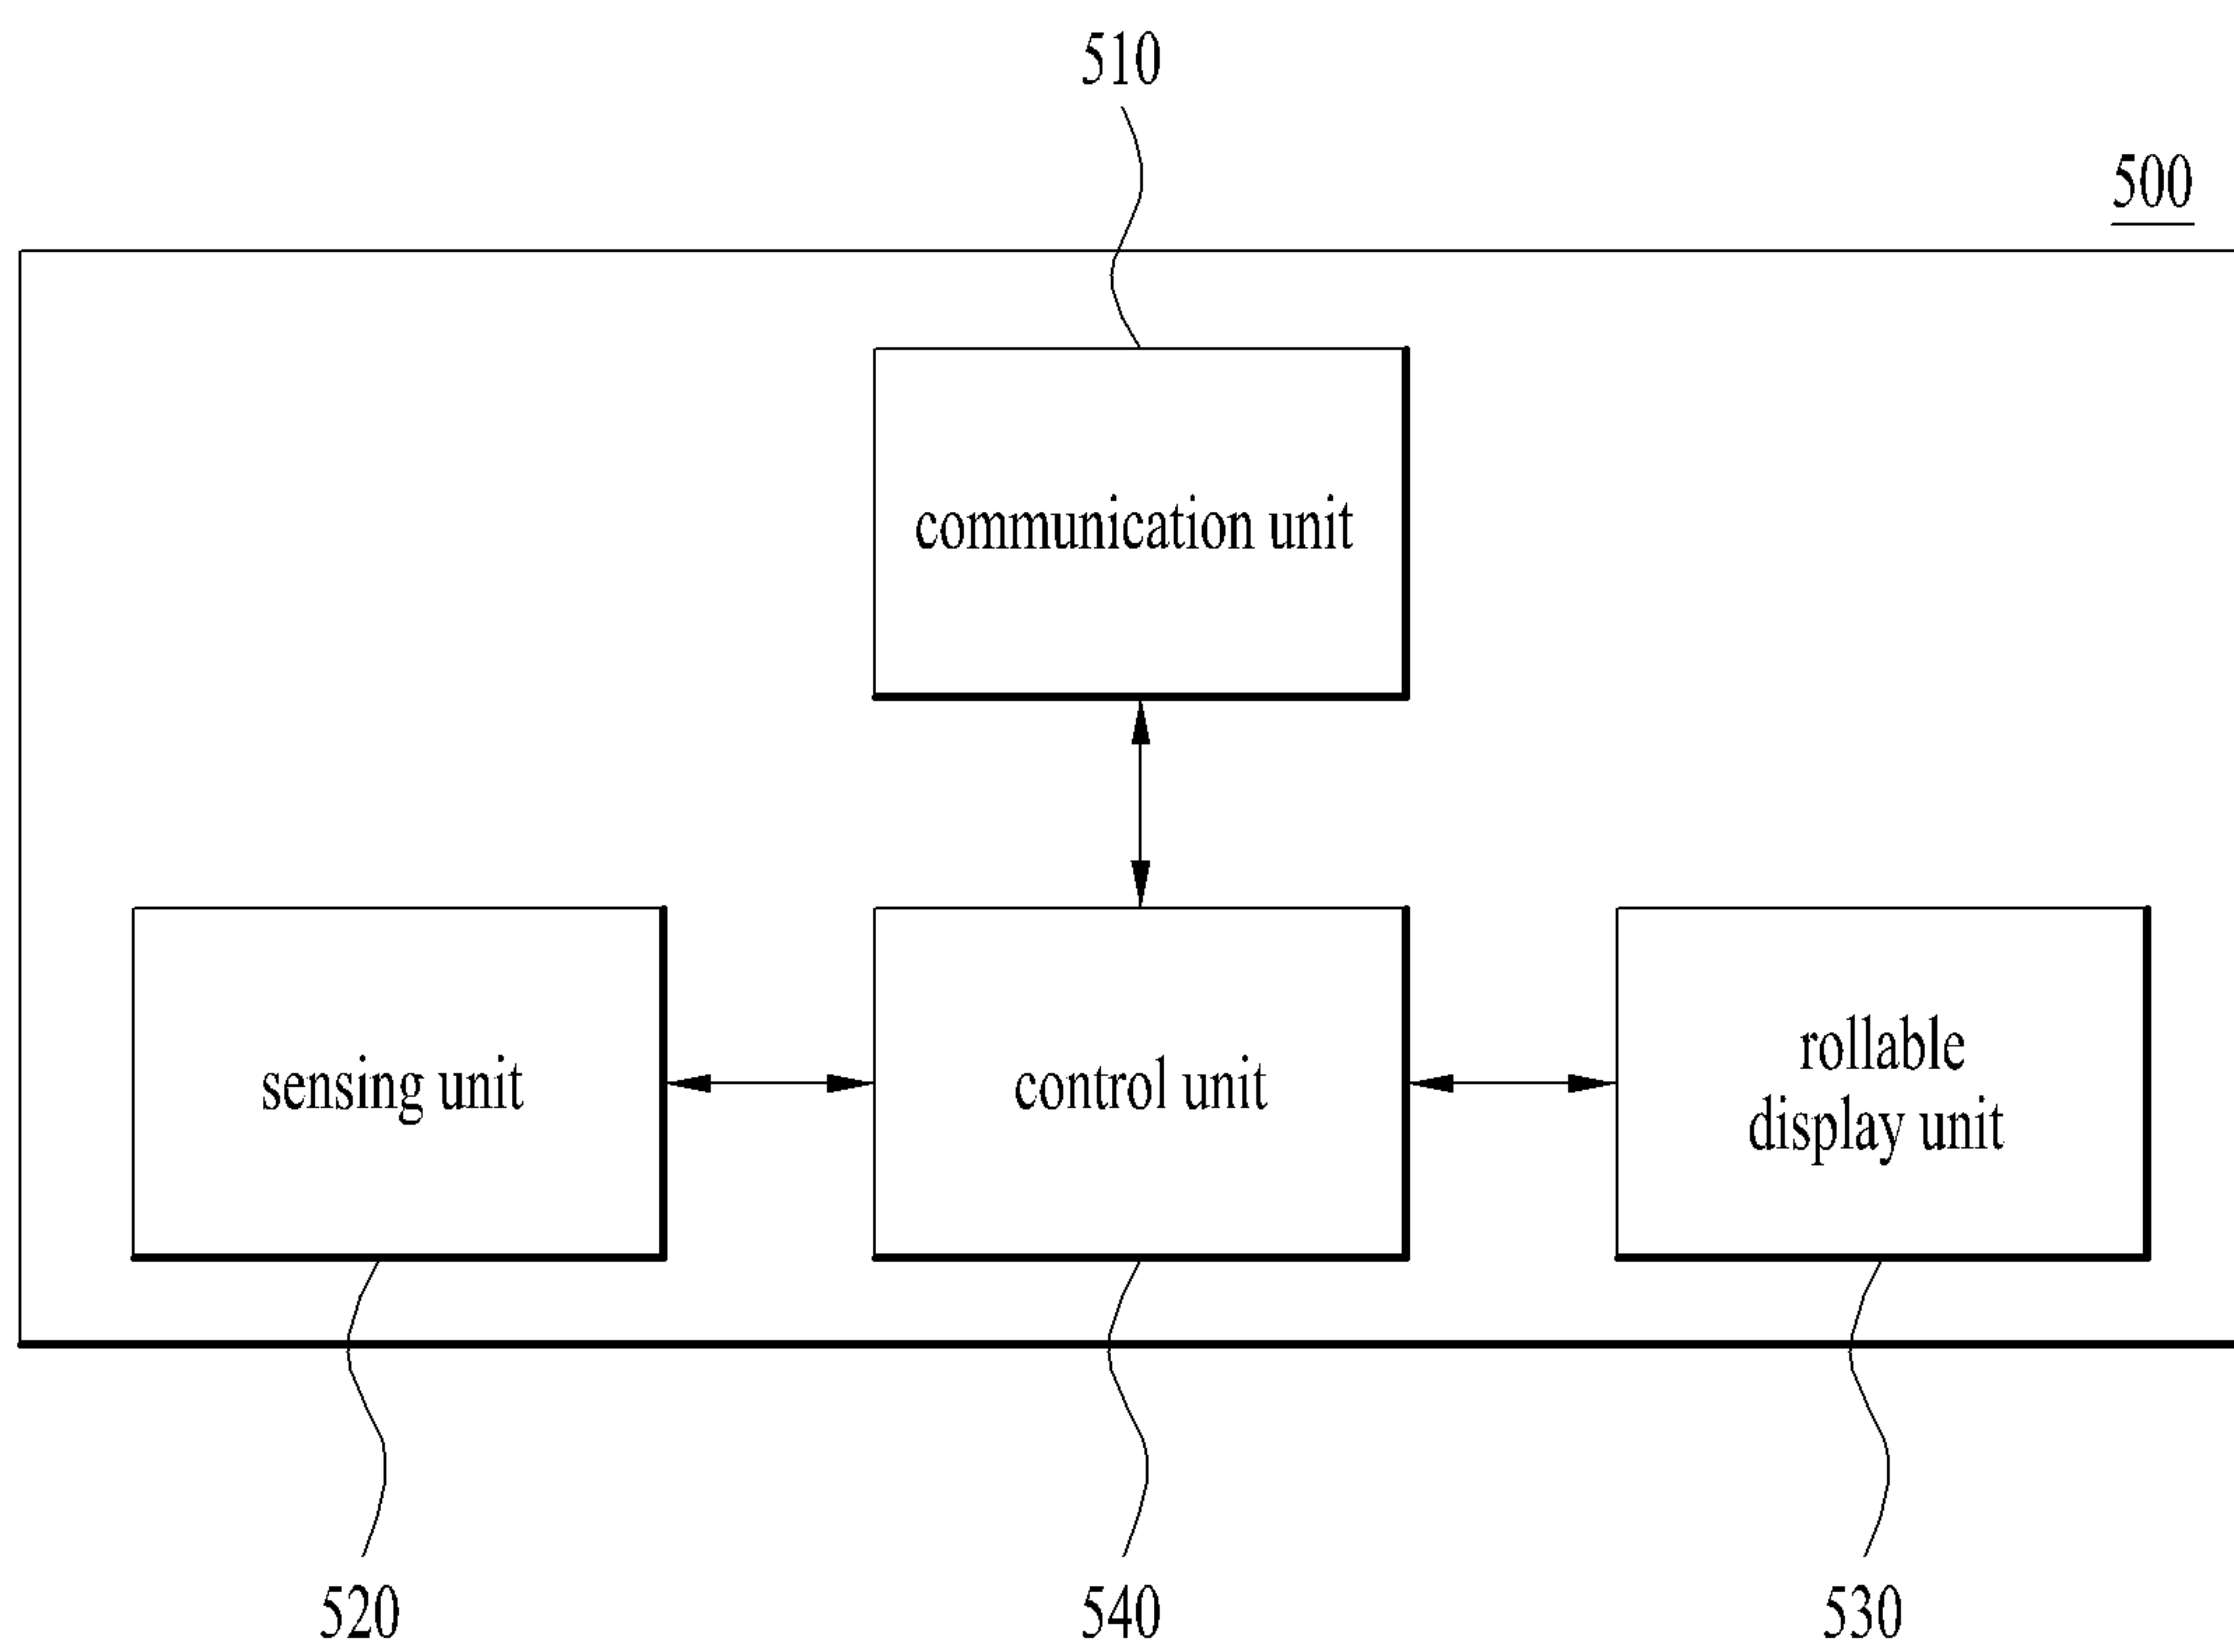 510
500
communication unit
sensing unit
control unit
rollable
display unit
520
540
530